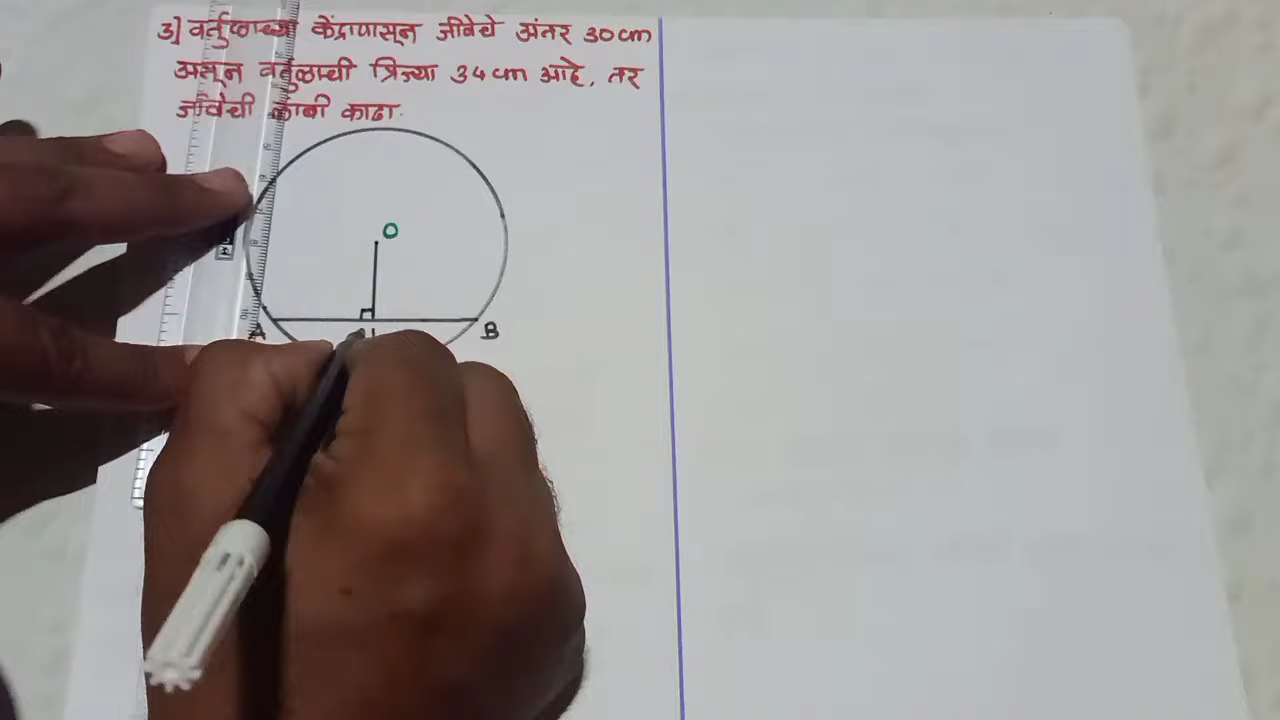 3] वर्तुळाच्या केंद्रापासून जीवेचे अंतर 30 cm
असून वर्तुळाची त्रिज्या 34 cm आहे. तर
जीवेची लांबी काढा.
O
A B